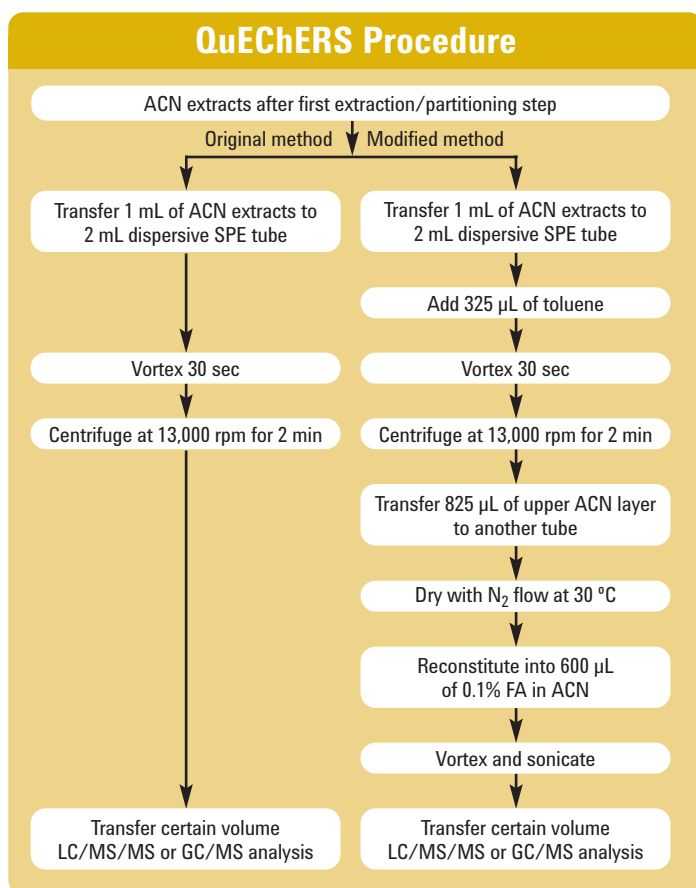 QuEChERS Procedure
ACN extracts after first extraction/partitioning step
Original method
Modified method
Transfer 1 mL of ACN extracts to
2 mL dispersive SPE tube
Vortex 30 sec
Centrifuge at 13,000 rpm for 2 min
Transfer certain volume
LC/MS/MS or GC/MS analysis
Transfer 1 mL of ACN extracts to
2 mL dispersive SPE tube
Add 325 µL of toluene
Vortex 30 sec
Centrifuge at 13,000 rpm for 2 min
Transfer 825 µL of upper ACN layer
to another tube
Dry with N₂ flow at 30 ºC
Reconstitute into 600 µL
of 0.1% FA in ACN
Vortex and sonicate
Transfer certain volume
LC/MS/MS or GC/MS analysis